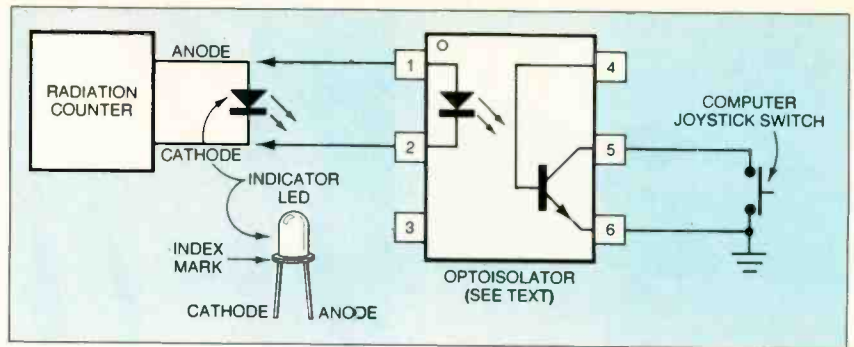 RADIATION
COUNTER
ANODE
CATHODE
INDICATOR
LED
INDEX
MARK
CATHODE
ANODE
1
2
3
4
5
6
OPTOISOLATOR
(SEE TEXT)
COMPUTER
JOYSTICK SWITCH